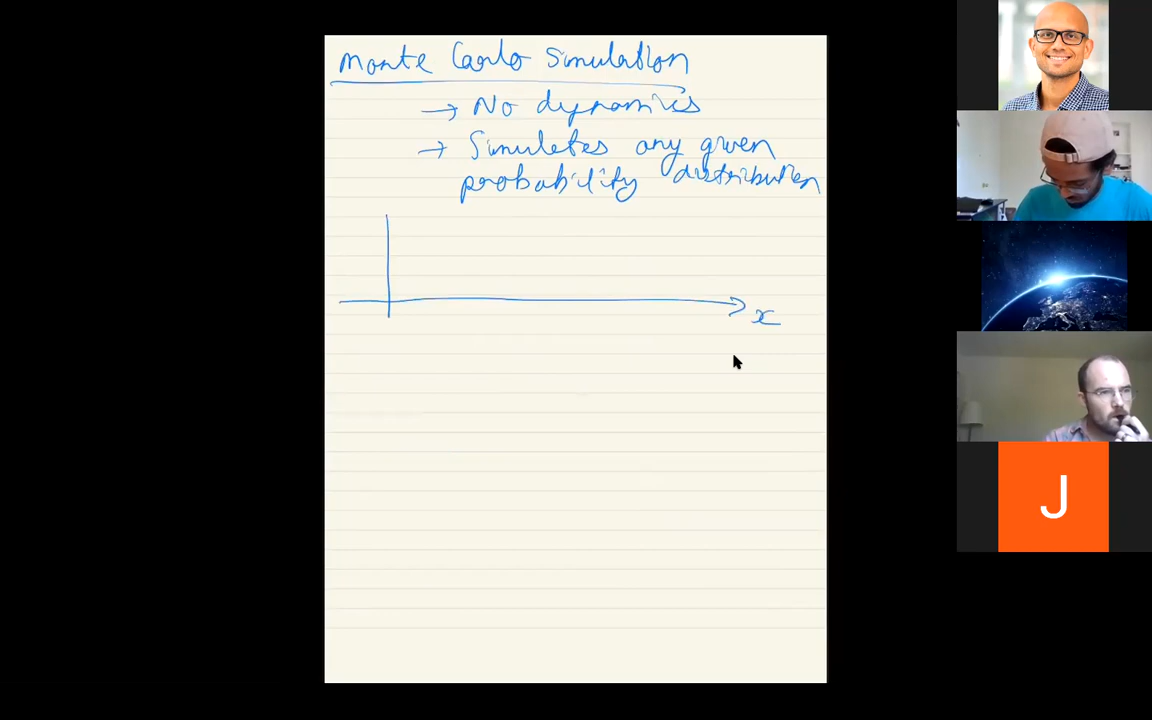 Monte Carlo Simulation
→ No dynamics
→ Simulates any given
probability distribution
x
J